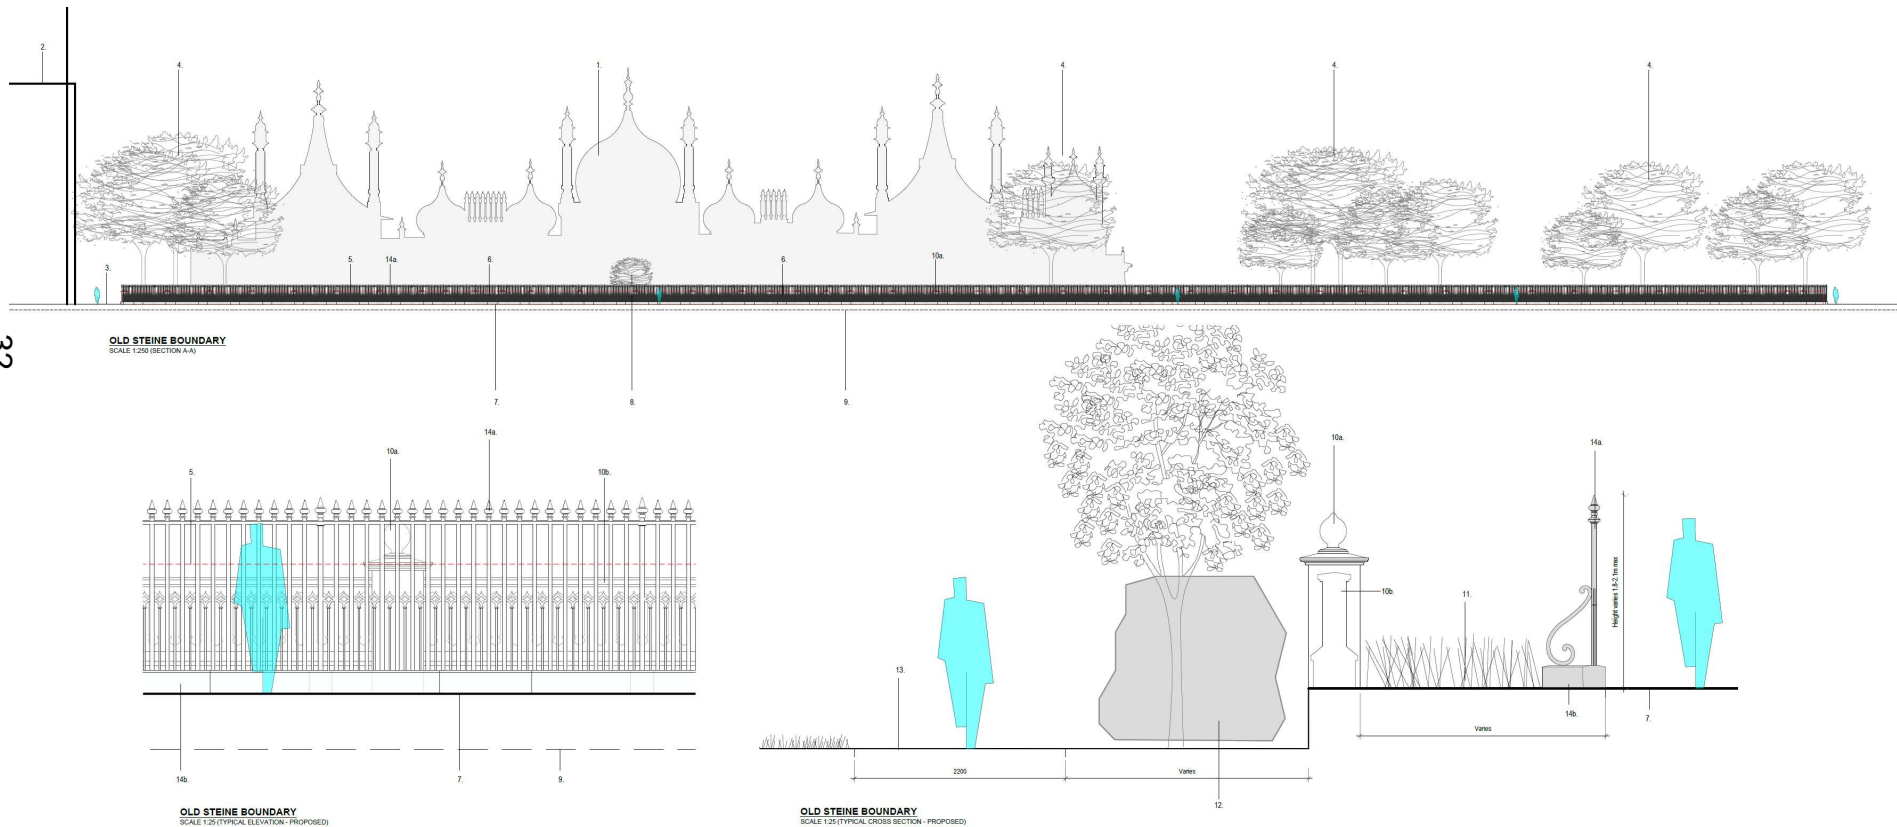 2.
4.
1.
4.
4.
4.
3.
5.
14a.
6.
6.
10a.
OLD STEINE BOUNDARY
SCALE 1:250 (SECTION A-A)
32
7.
8.
9.
5.
10a.
14a.
10b.
14b.
7.
9.
OLD STEINE BOUNDARY
SCALE 1:25 (TYPICAL ELEVATION - PROPOSED)
10a.
14a.
10b.
11.
Height varies 1.8-2.1m max
13.
14b.
7.
Varies
2200
Varies
12.
OLD STEINE BOUNDARY
SCALE 1:25 (TYPICAL CROSS SECTION - PROPOSED)